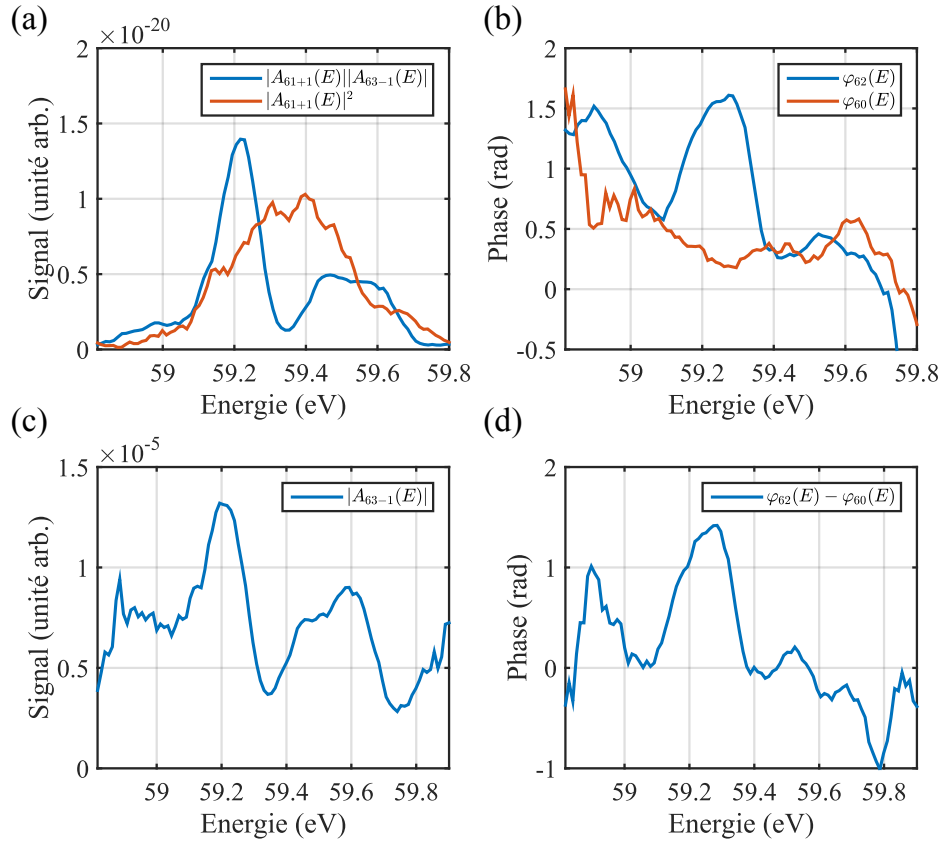 (a)
×10⁻²⁰
2
1.5
1
0.5
0
Signal (unité arb.)
|A₆₁₊₁(E)||A₆₃₋₁(E)|
|A₆₁₊₁(E)|²
59
59.2
59.4
59.6
59.8
Energie (eV)
(b)
2
1.5
1
0.5
0
-0.5
Phase (rad)
φ₆₂(E)
φ₆₀(E)
59
59.2
59.4
59.6
59.8
Energie (eV)
(c)
×10⁻⁵
1.5
1
0.5
0
Signal (unité arb.)
|A₆₃₋₁(E)|
59
59.2
59.4
59.6
59.8
Energie (eV)
(d)
2
1
0
-1
Phase (rad)
φ₆₂(E) − φ₆₀(E)
59
59.2
59.4
59.6
59.8
Energie (eV)